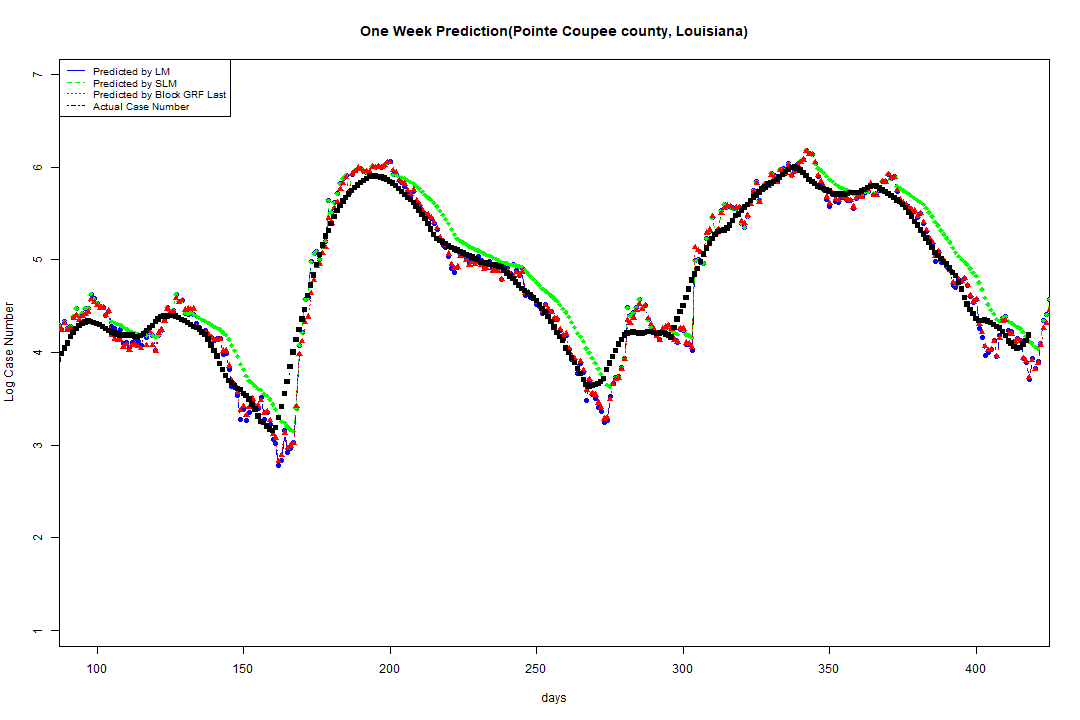 One Week Prediction(Pointe Coupee county, Louisiana)
Predicted by LM
Predicted by SLM
Predicted by Block GRF Last
Actual Case Number
Log Case Number
7
6
5
4
3
2
1
100 150 200 250 300 350 400
days